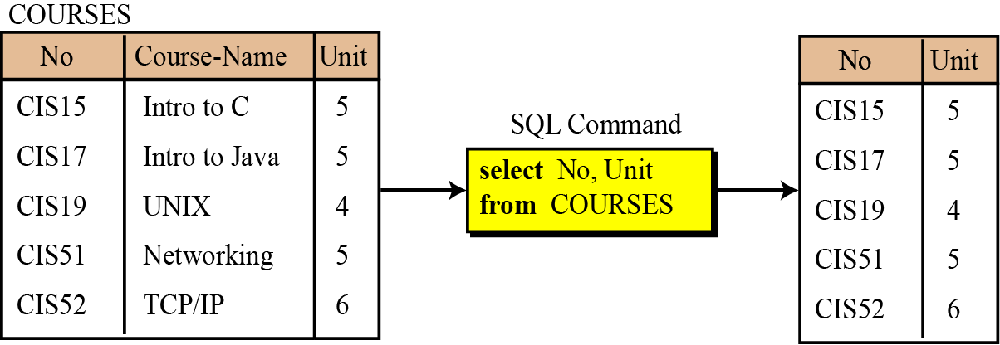 COURSES
No Course-Name Unit
CIS15 Intro to C 5
CIS17 Intro to Java 5
CIS19 UNIX 4
CIS51 Networking 5
CIS52 TCP/IP 6
SQL Command
select No, Unit
from COURSES
No Unit
CIS15 5
CIS17 5
CIS19 4
CIS51 5
CIS52 6